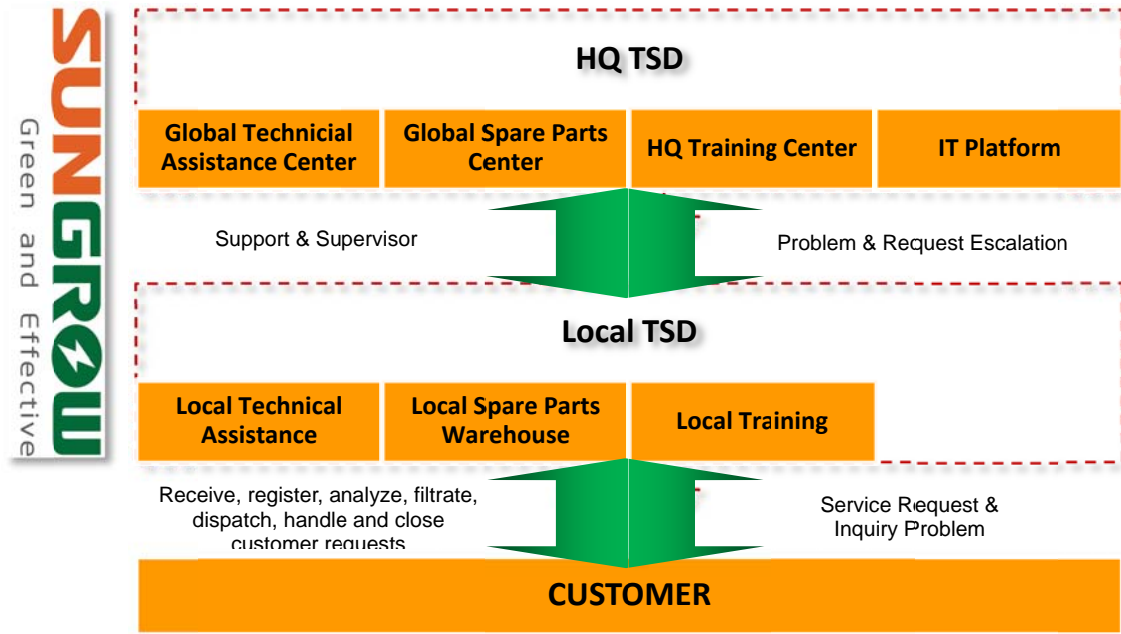 SUNGROW
Green and Effective
HQ TSD
Global Technicial
Assistance Center
Global Spare Parts
Center
HQ Training Center
IT Platform
Support & Supervisor
Problem & Request Escalation
Local TSD
Local Technical
Assistance
Local Spare Parts
Warehouse
Local Training
Receive, register, analyze, filtrate,
dispatch, handle and close
customer requests
Service Request &
Inquiry Problem
CUSTOMER